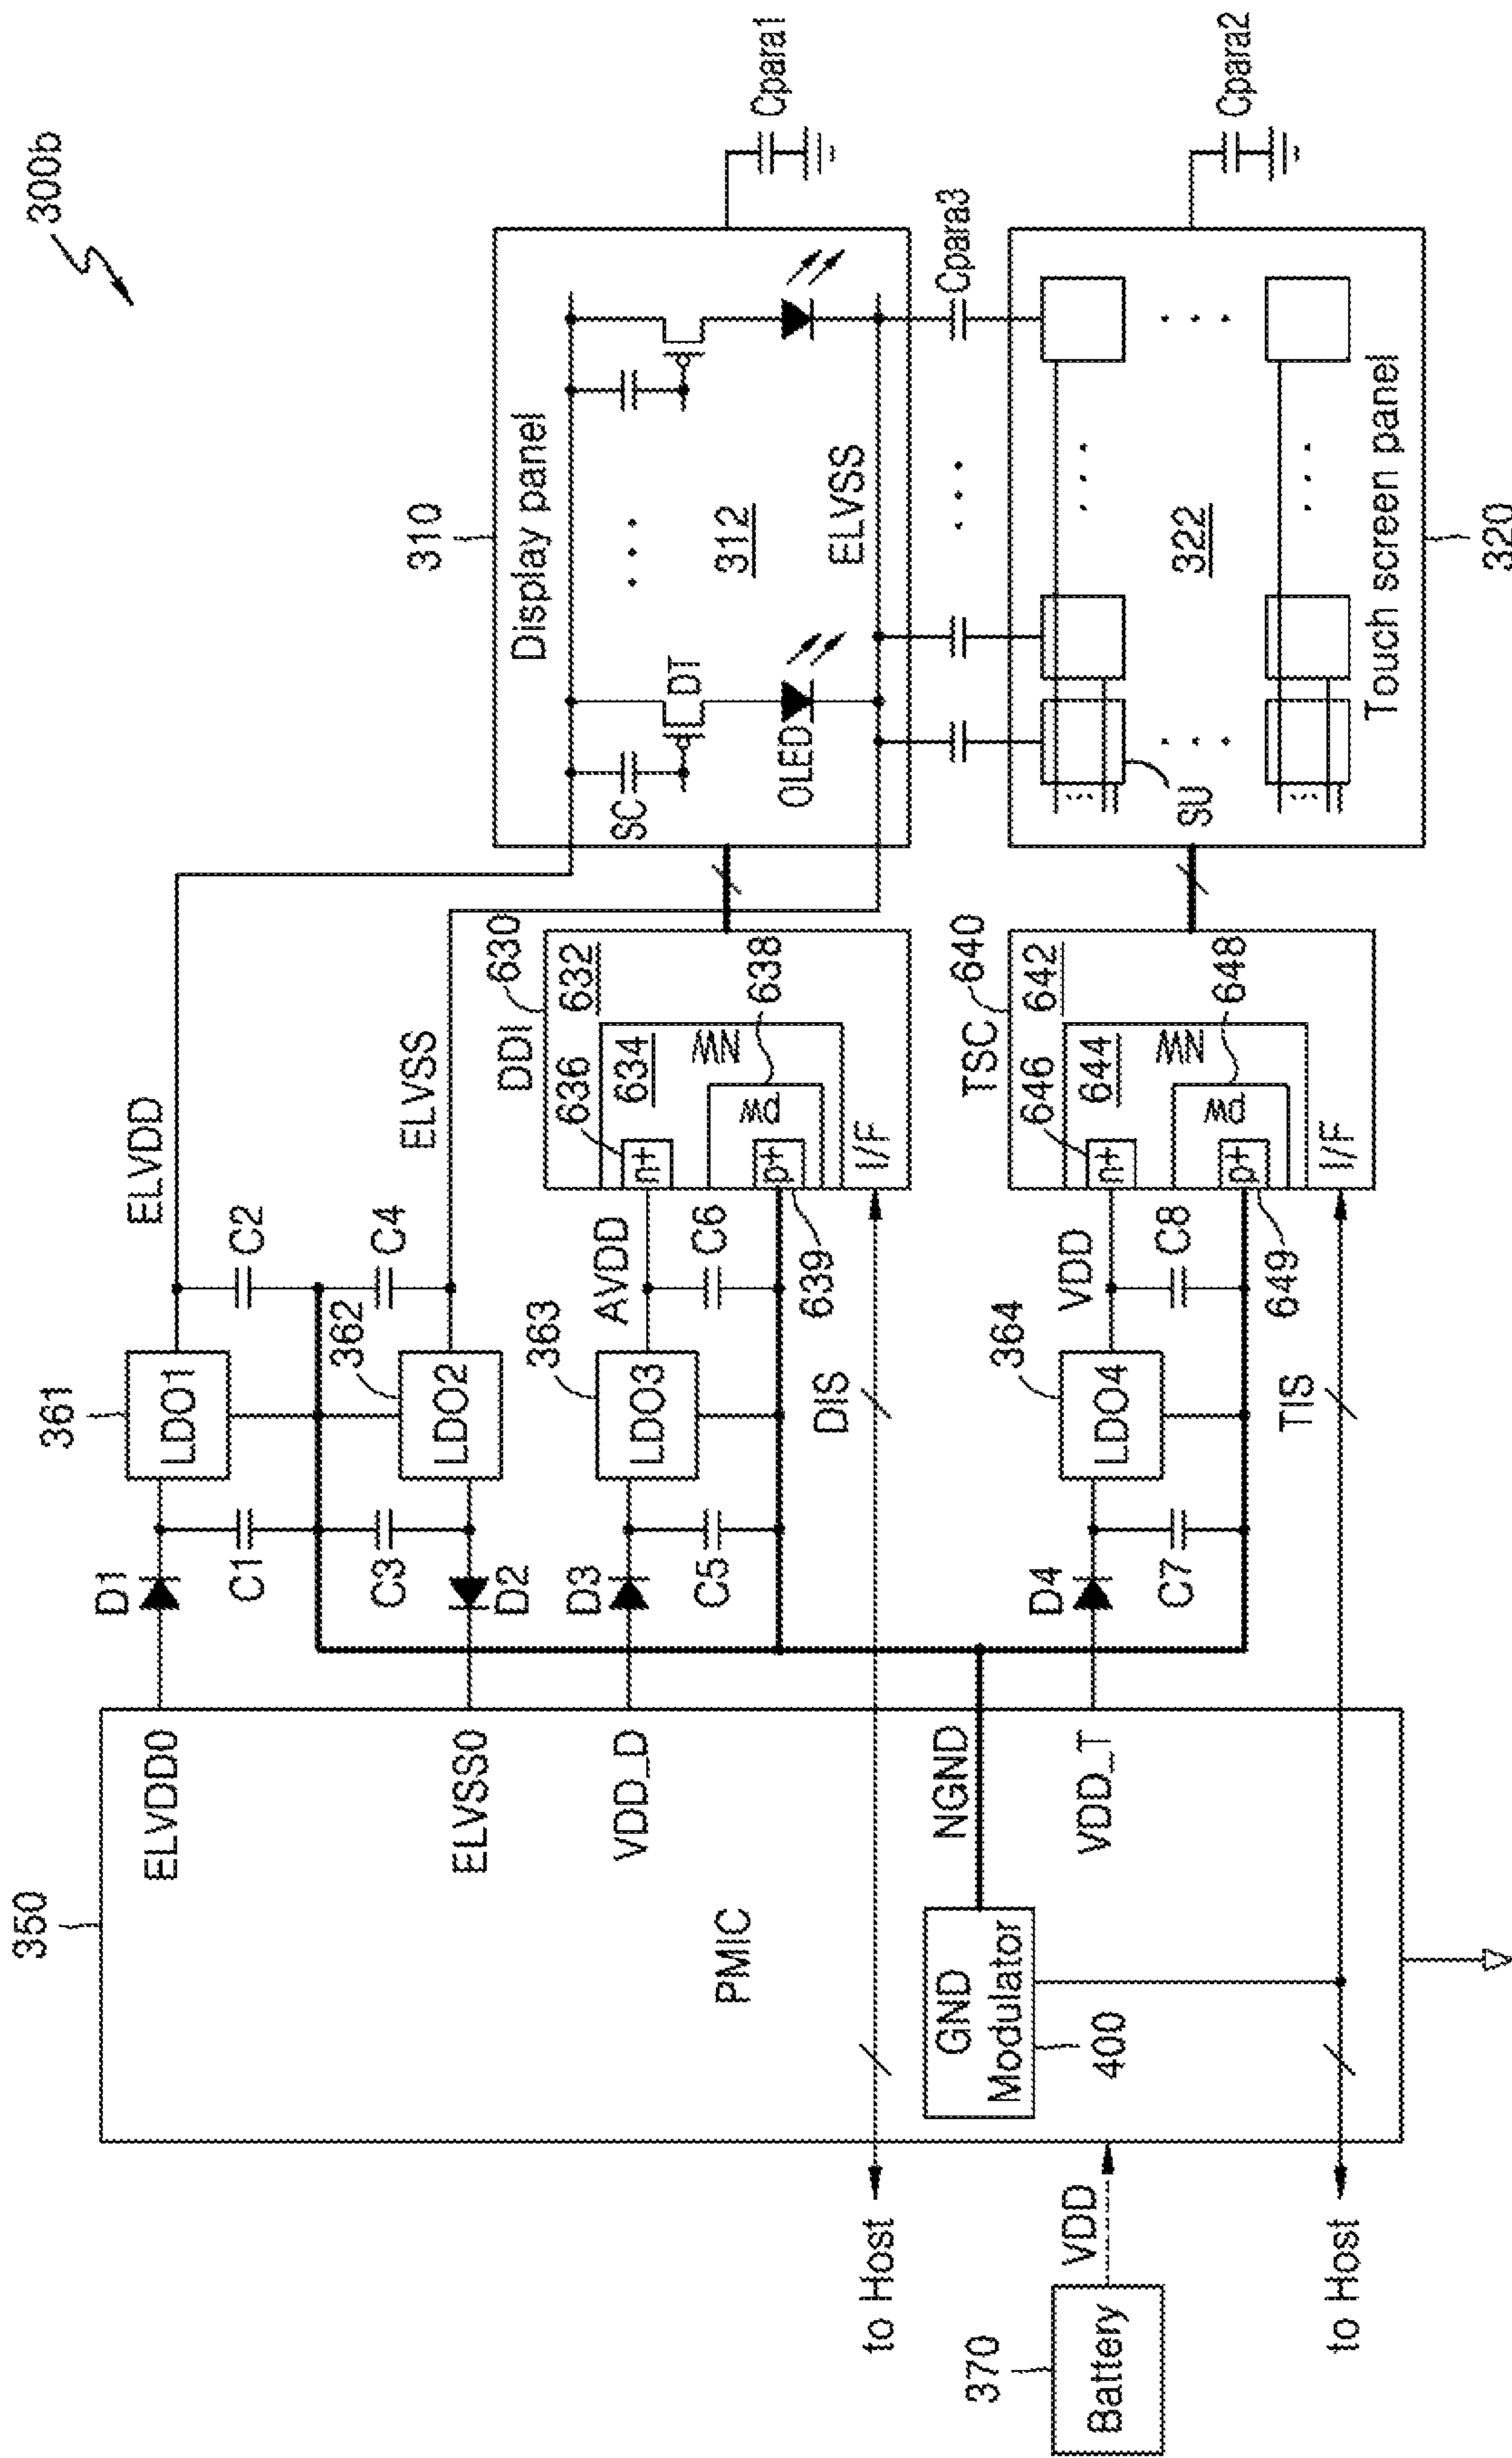 300b
350
PMIC
ELVDD0
ELVSS0
VDD_D
NGND
VDD_T
GND
Modulator
400
370
Battery
VDD
to Host
to Host
D1
C1
C3
D2
D3
C5
D4
C7
361
LDO1
362
LDO2
363
LDO3
364
LDO4
ELVDD
C2
C4
ELVSS
AVDD
C6
639
DIS
VDD
C8
649
TIS
DDI
630
632
636
634
NW
638
PW
n+
p+
I/F
TSC
640
642
646
644
NW
648
PW
n+
p+
I/F
310
Display panel
SC
DT
OLED
312
ELVSS
Cpara1
Cpara3
Cpara2
SU
322
Touch screen panel
320